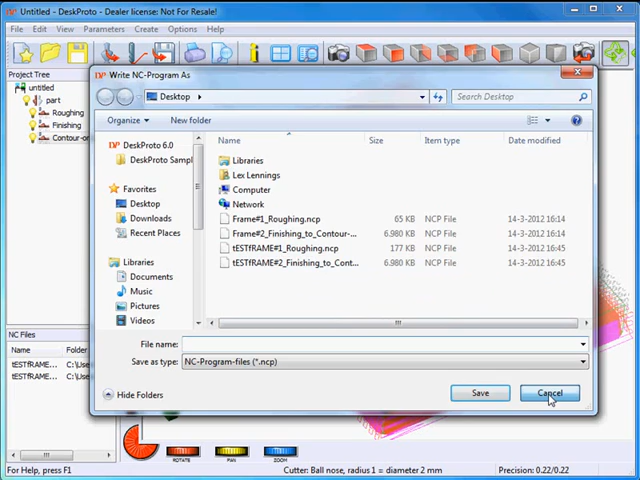 Untitled - DeskProto - Dealer license: Not For Resale!
File Edit View Parameters Create Options Help
Project Tree
untitled
part
Roughing
Finishing
Contour-o
Write NC-Program As
Desktop
Search Desktop
Organize New folder
DeskProto 6.0
DeskProto Sampl
Favorites
Desktop
Downloads
Recent Places
Libraries
Documents
Music
Pictures
Videos
Name Size Item type Date modified
Libraries
Lex Lennings
Computer
Network
Frame#1_Roughing.ncp 65 KB NCP File 14-3-2012 16:14
Frame#2_Finishing_to_Contour-... 6.980 KB NCP File 14-3-2012 16:14
tESTfRAME#1_Roughing.ncp 177 KB NCP File 14-3-2012 16:45
tESTfRAME#2_Finishing_to_Cont... 6.980 KB NCP File 14-3-2012 16:45
File name:
Save as type: NC-Program-files (*.ncp)
Hide Folders Save Cancel
NC Files
Name Folder
tESTfRAME... C:\Use
tESTfRAME... C:\Use
ROTATE PAN ZOOM
For Help, press F1 Cutter: Ball nose, radius 1 = diameter 2 mm Precision: 0.22/0.22